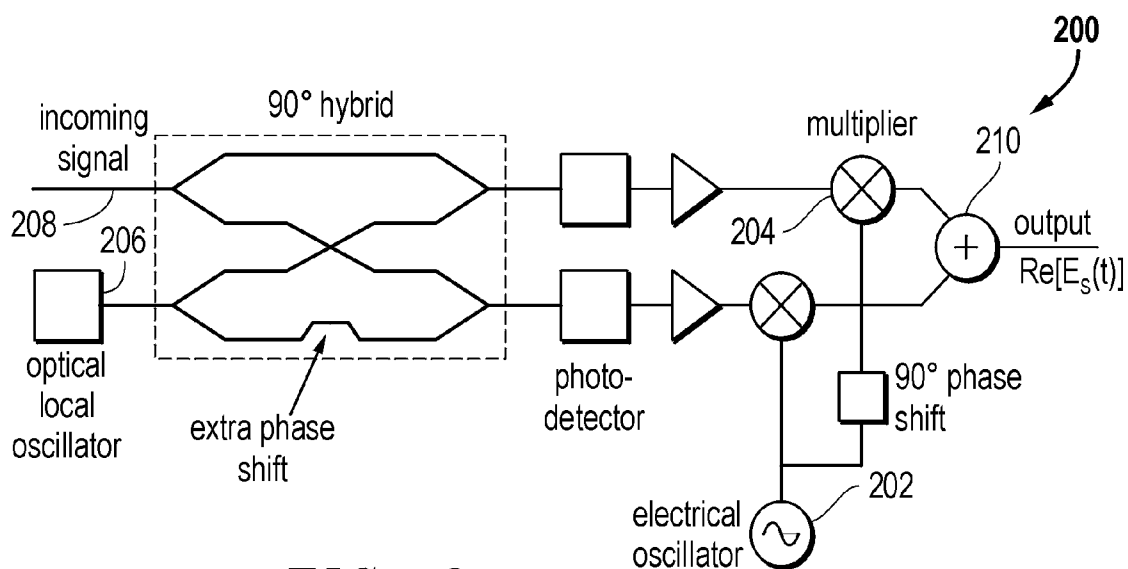 200
90° hybrid
incoming
signal
multiplier
210
208
206
204
output
Re[E_S(t)]
optical
local
oscillator
extra phase
shift
photo-
detector
90° phase
shift
202
electrical
oscillator